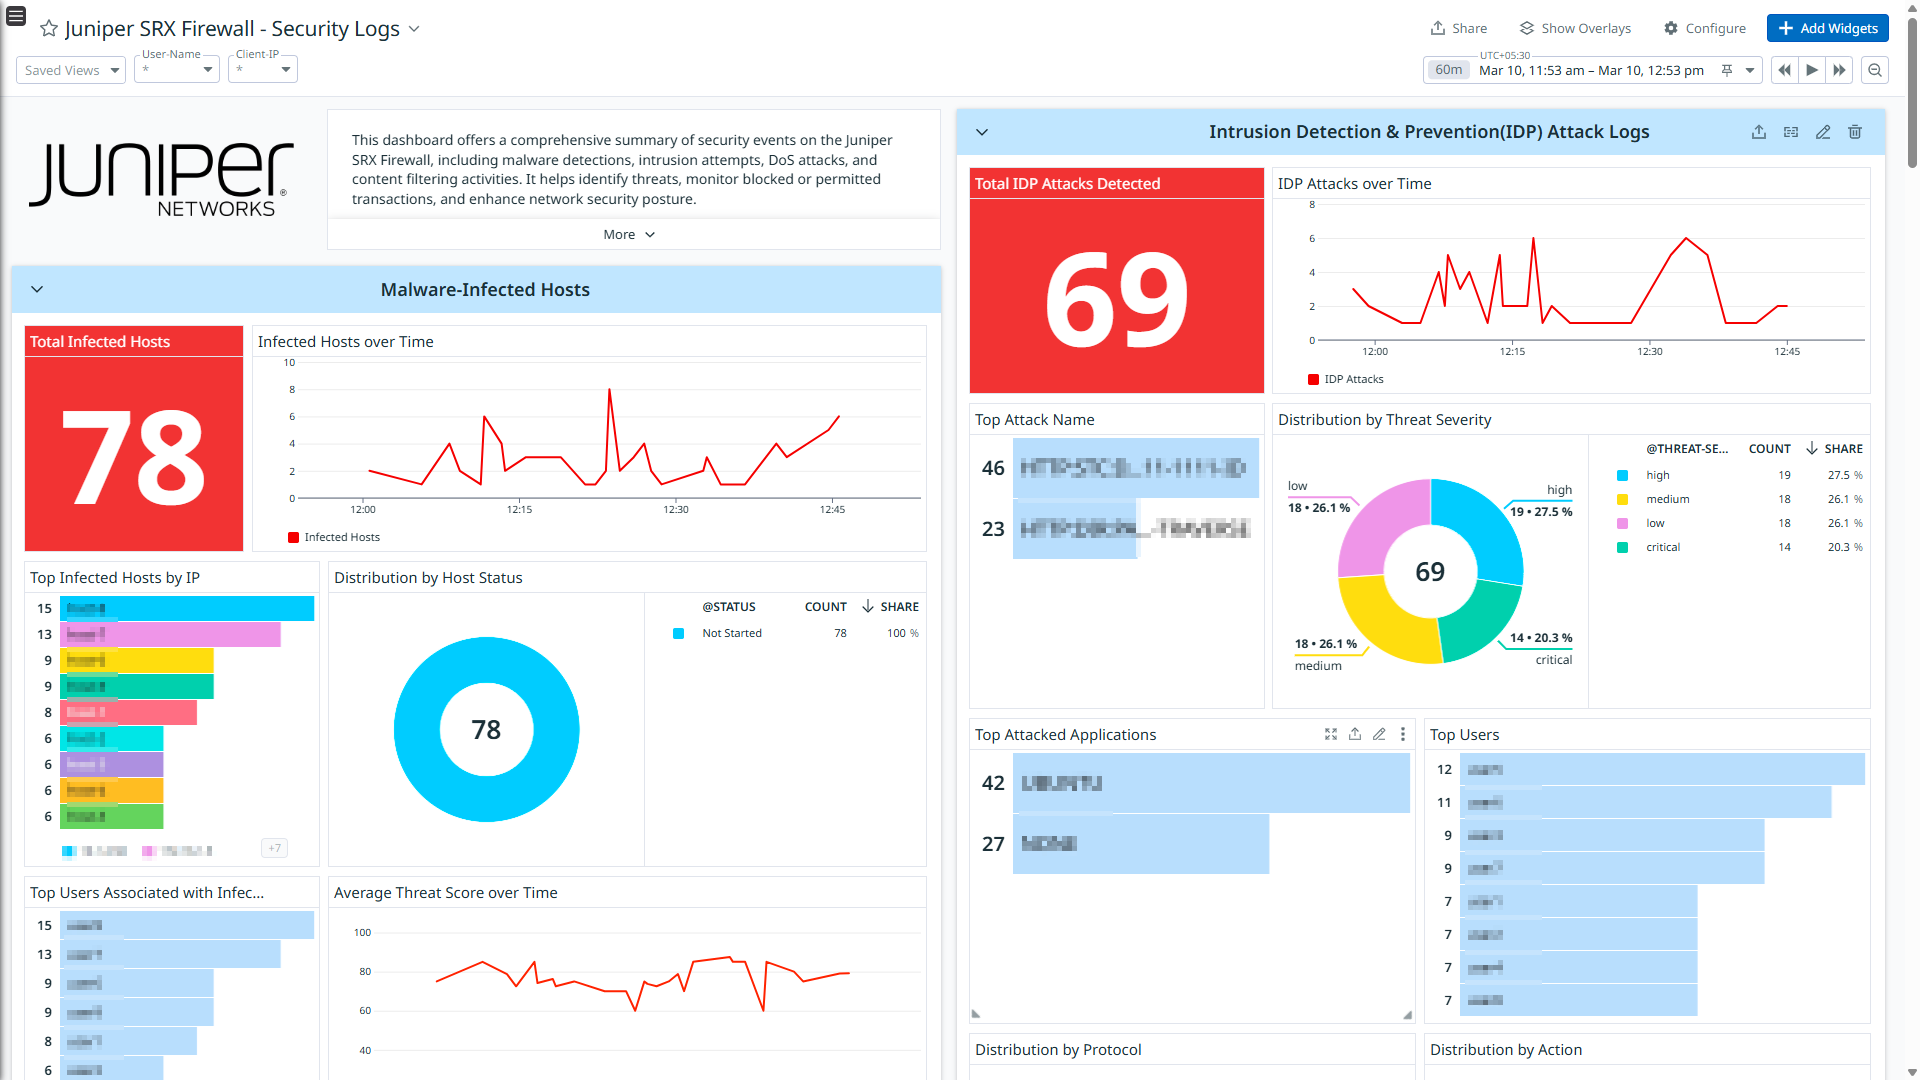 Juniper SRX Firewall - Security Logs
Share
Show Overlays
Configure
Add Widgets
Saved Views
User-Name
*
Client-IP
*
UTC+05:30
60m
Mar 10, 11:53 am – Mar 10, 12:53 pm
JUNIPER
NETWORKS
This dashboard offers a comprehensive summary of security events on the Juniper
SRX Firewall, including malware detections, intrusion attempts, DoS attacks, and
content filtering activities. It helps identify threats, monitor blocked or permitted
transactions, and enhance network security posture.
More
Malware-Infected Hosts
Total Infected Hosts
78
Infected Hosts over Time
10
8
6
4
2
0
12:00
12:15
12:30
12:45
Infected Hosts
Top Infected Hosts by IP
15
13
9
9
8
6
6
6
6
+7
Distribution by Host Status
78
@STATUS COUNT SHARE
Not Started 78 100 %
Top Users Associated with Infec...
15
13
9
9
8
6
Average Threat Score over Time
100
80
60
40
Intrusion Detection & Prevention(IDP) Attack Logs
Total IDP Attacks Detected
69
IDP Attacks over Time
8
6
4
2
0
12:00
12:15
12:30
12:45
IDP Attacks
Top Attack Name
46
23
Distribution by Threat Severity
low
18 • 26.1 %
high
19 • 27.5 %
69
18 • 26.1 %
medium
14 • 20.3 %
critical
@THREAT-SE... COUNT SHARE
high 19 27.5 %
medium 18 26.1 %
low 18 26.1 %
critical 14 20.3 %
Top Attacked Applications
42
27
Top Users
12
11
9
9
7
7
7
7
Distribution by Protocol
Distribution by Action